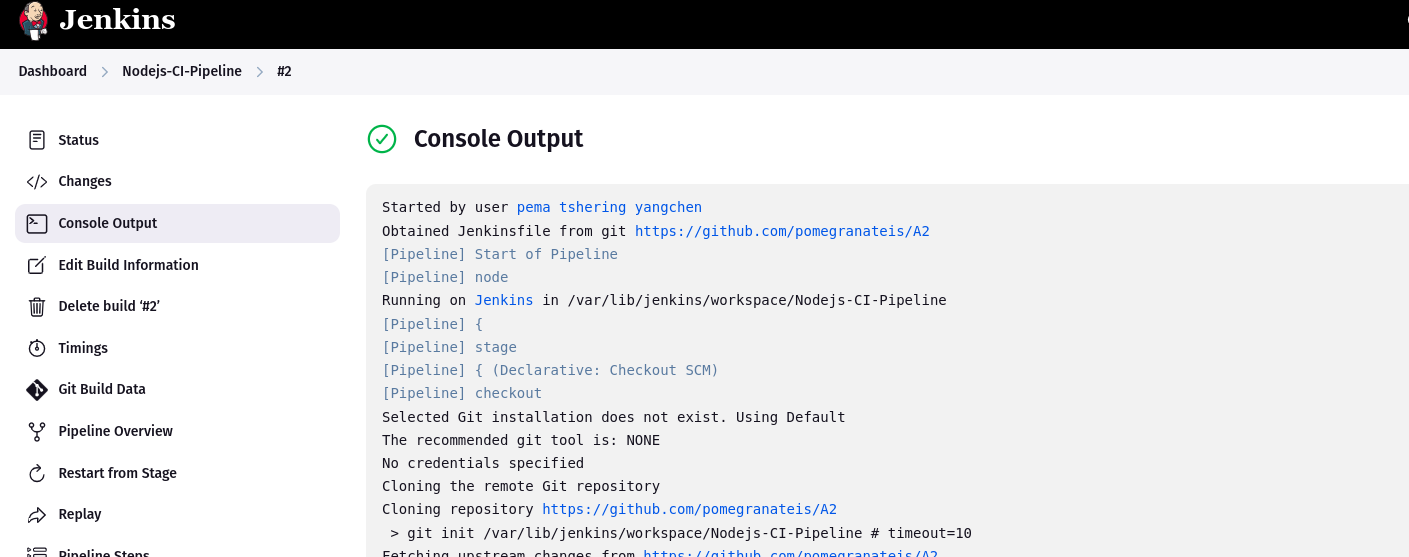 Jenkins
Dashboard > Nodejs-CI-Pipeline > #2
Status
Changes
Console Output
Edit Build Information
Delete build ‘#2’
Timings
Git Build Data
Pipeline Overview
Restart from Stage
Replay
Pipeline Steps
Console Output
Started by user pema tshering yangchen
Obtained Jenkinsfile from git https://github.com/pomegranateis/A2
[Pipeline] Start of Pipeline
[Pipeline] node
Running on Jenkins in /var/lib/jenkins/workspace/Nodejs-CI-Pipeline
[Pipeline] {
[Pipeline] stage
[Pipeline] { (Declarative: Checkout SCM)
[Pipeline] checkout
Selected Git installation does not exist. Using Default
The recommended git tool is: NONE
No credentials specified
Cloning the remote Git repository
Cloning repository https://github.com/pomegranateis/A2
 > git init /var/lib/jenkins/workspace/Nodejs-CI-Pipeline # timeout=10
Fetching upstream changes from https://github.com/pomegranateis/A2